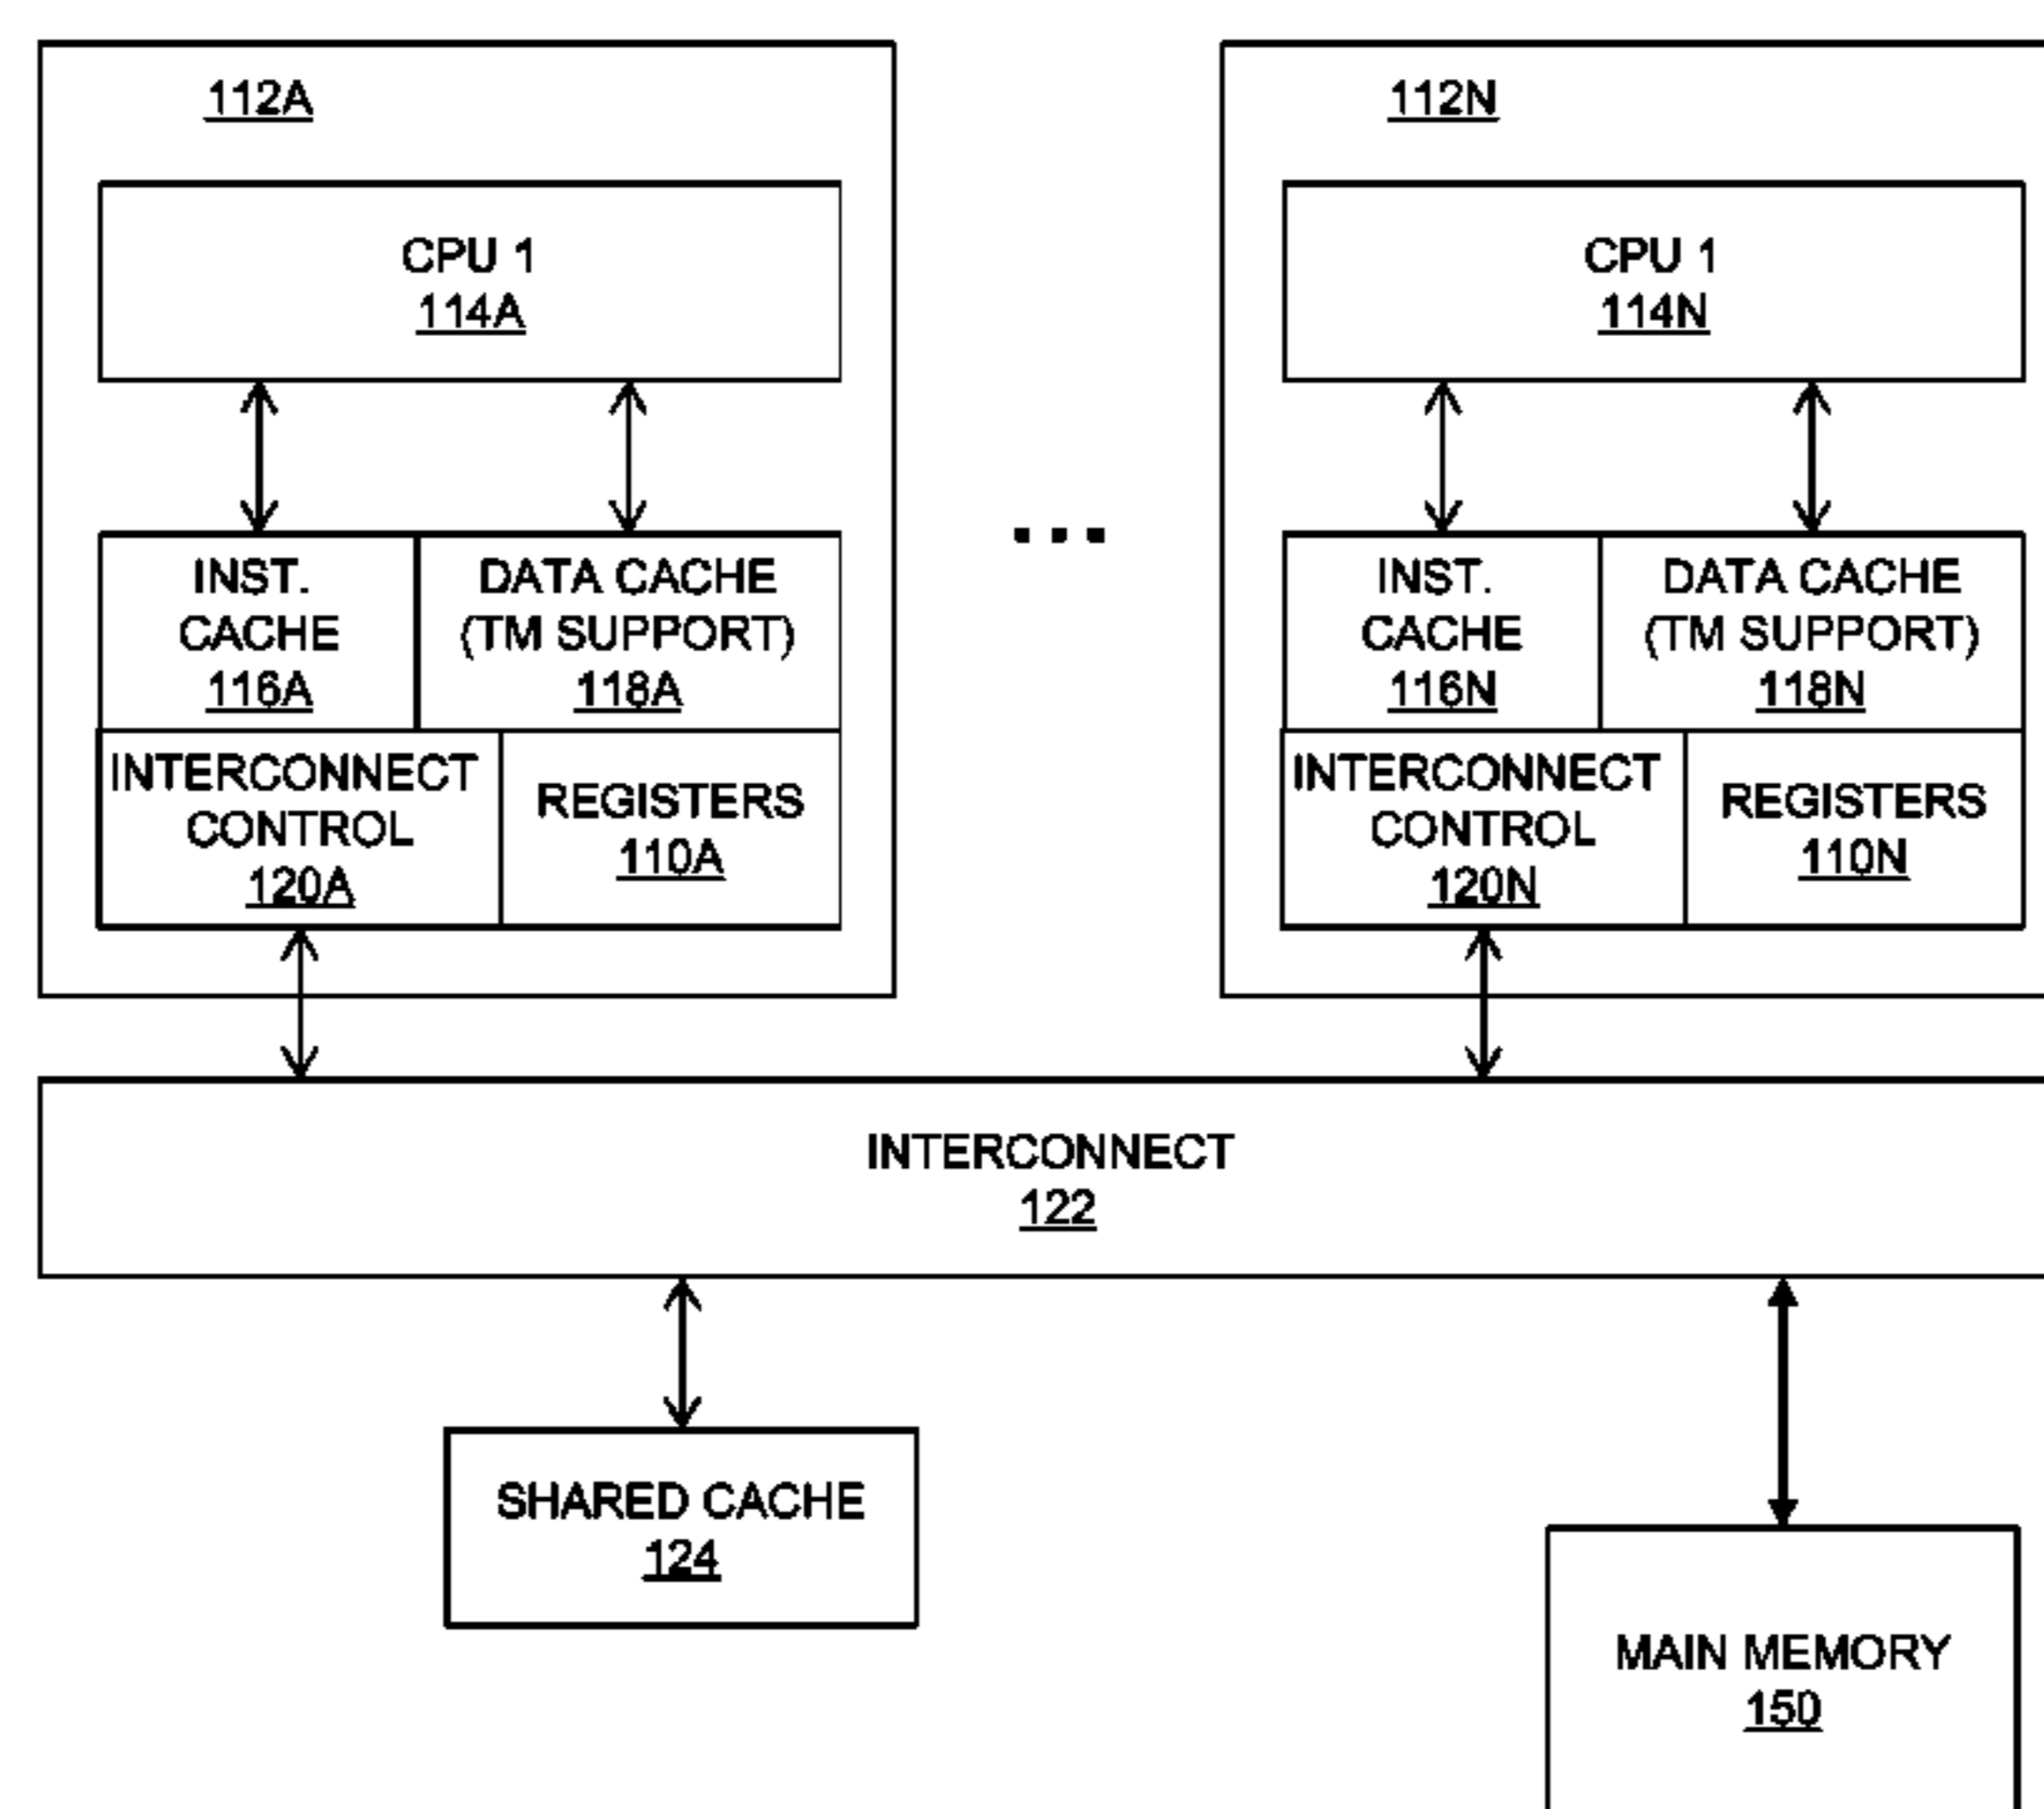 112A
CPU 1
114A
INST.
CACHE
116A
DATA CACHE
(TM SUPPORT)
118A
INTERCONNECT
CONTROL
120A
REGISTERS
110A
...
112N
CPU 1
114N
INST.
CACHE
116N
DATA CACHE
(TM SUPPORT)
118N
INTERCONNECT
CONTROL
120N
REGISTERS
110N
INTERCONNECT
122
SHARED CACHE
124
MAIN MEMORY
150